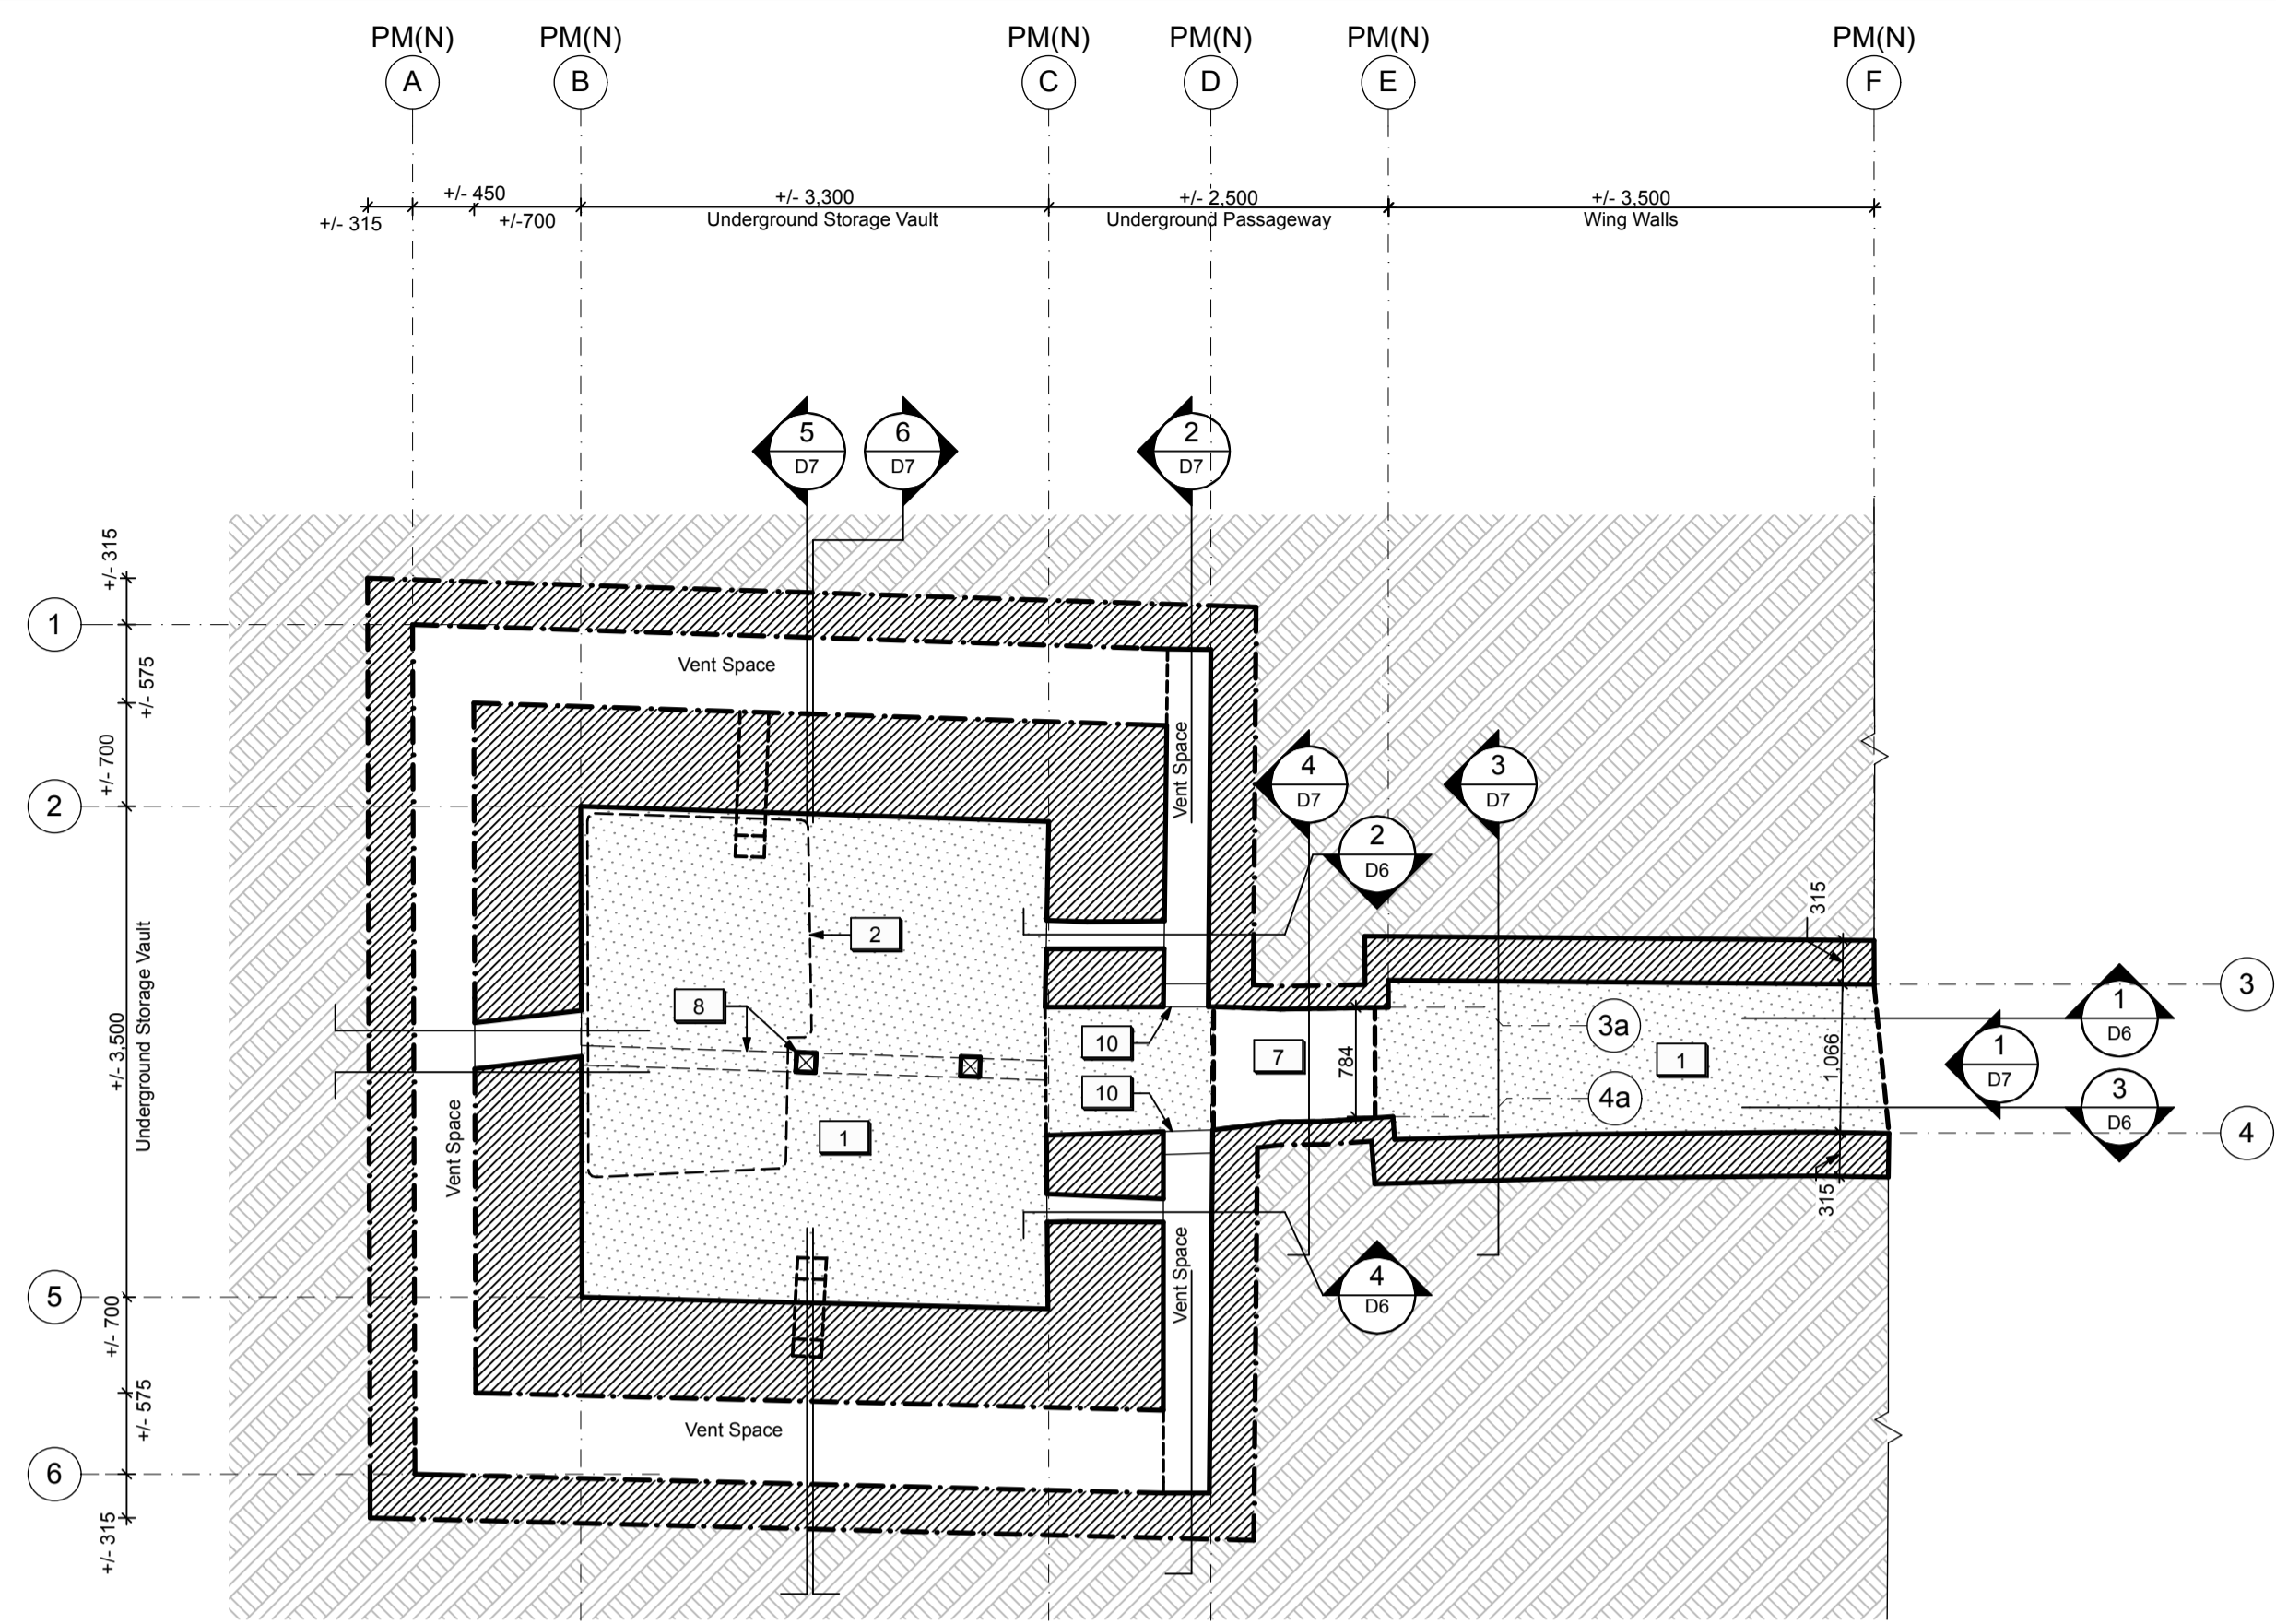 PM(N) PM(N) PM(N) PM(N) PM(N) PM(N)
A B C D E F
+/- 450 +/- 3,300 +/- 2,500 +/- 3,500
+/- 315 +/-700 Underground Storage Vault Underground Passageway Wing Walls
5 6 2
D7 D7 D7
+/- 315
1
Vent Space
+/- 575
+/- 700
Vent Space
4 3
D7 D7
2
2
D6
315
2
Underground Storage Vault
+/- 3,500
8
3
1
D6
3a
10
7
784
1
1,066
1
D7
10
4a
3
D6
1
4
Vent Space
315
Vent Space
5
4
D6
+/- 700
+/- 575
Vent Space
6
+/- 315